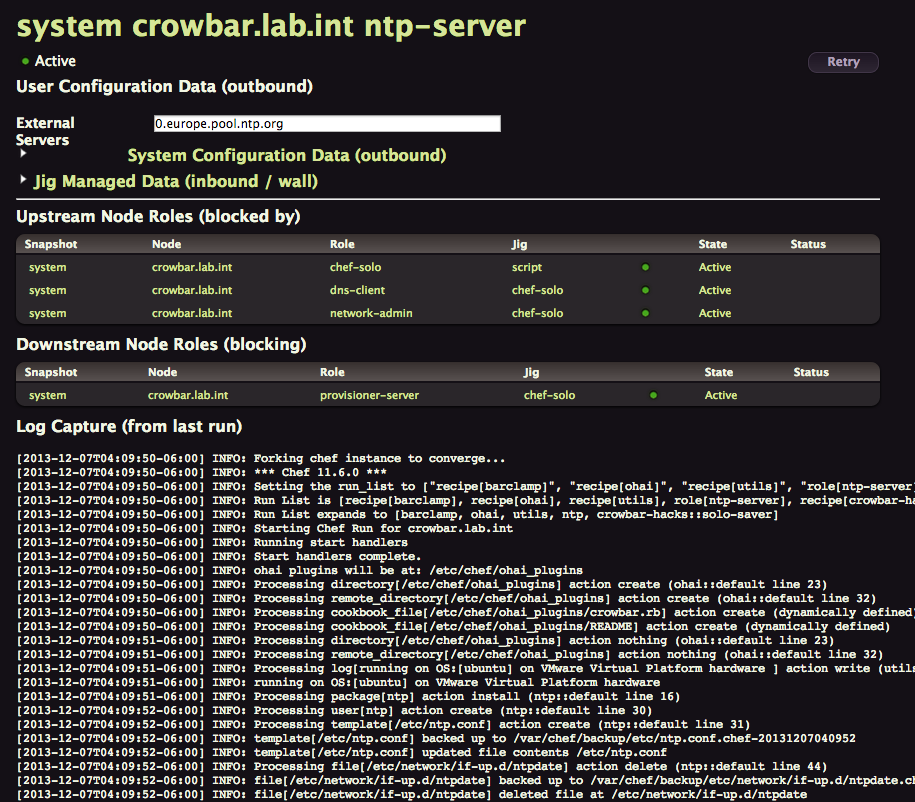 system crowbar.lab.int ntp-server
Active
Retry
User Configuration Data (outbound)
External Servers
0.europe.pool.ntp.org
System Configuration Data (outbound)
Jig Managed Data (inbound / wall)
Upstream Node Roles (blocked by)
Snapshot Node Role Jig State Status
system crowbar.lab.int chef-solo script Active
system crowbar.lab.int dns-client chef-solo Active
system crowbar.lab.int network-admin chef-solo Active
Downstream Node Roles (blocking)
Snapshot Node Role Jig State Status
system crowbar.lab.int provisioner-server chef-solo Active
Log Capture (from last run)
[2013-12-07T04:09:50-06:00] INFO: Forking chef instance to converge...
[2013-12-07T04:09:50-06:00] INFO: *** Chef 11.6.0 ***
[2013-12-07T04:09:50-06:00] INFO: Setting the run_list to ["recipe[barclamp]", "recipe[ohai]", "recipe[utils]", "role[ntp-server]
[2013-12-07T04:09:50-06:00] INFO: Run List is [recipe[barclamp], recipe[ohai], recipe[utils], role[ntp-server], recipe[crowbar-ha
[2013-12-07T04:09:50-06:00] INFO: Run List expands to [barclamp, ohai, utils, ntp, crowbar-hacks::solo-saver]
[2013-12-07T04:09:50-06:00] INFO: Starting Chef Run for crowbar.lab.int
[2013-12-07T04:09:50-06:00] INFO: Running start handlers
[2013-12-07T04:09:50-06:00] INFO: Start handlers complete.
[2013-12-07T04:09:50-06:00] INFO: ohai plugins will be at: /etc/chef/ohai_plugins
[2013-12-07T04:09:50-06:00] INFO: Processing directory[/etc/chef/ohai_plugins] action create (ohai::default line 23)
[2013-12-07T04:09:50-06:00] INFO: Processing remote_directory[/etc/chef/ohai_plugins] action create (ohai::default line 32)
[2013-12-07T04:09:50-06:00] INFO: Processing cookbook_file[/etc/chef/ohai_plugins/crowbar.rb] action create (dynamically defined)
[2013-12-07T04:09:50-06:00] INFO: Processing cookbook_file[/etc/chef/ohai_plugins/README] action create (dynamically defined)
[2013-12-07T04:09:51-06:00] INFO: Processing directory[/etc/chef/ohai_plugins] action nothing (ohai::default line 23)
[2013-12-07T04:09:51-06:00] INFO: Processing remote_directory[/etc/chef/ohai_plugins] action nothing (ohai::default line 32)
[2013-12-07T04:09:51-06:00] INFO: Processing log[running on OS:[ubuntu] on VMware Virtual Platform hardware ] action write (utils
[2013-12-07T04:09:51-06:00] INFO: running on OS:[ubuntu] on VMware Virtual Platform hardware
[2013-12-07T04:09:51-06:00] INFO: Processing package[ntp] action install (ntp::default line 16)
[2013-12-07T04:09:52-06:00] INFO: Processing user[ntp] action create (ntp::default line 30)
[2013-12-07T04:09:52-06:00] INFO: Processing template[/etc/ntp.conf] action create (ntp::default line 31)
[2013-12-07T04:09:52-06:00] INFO: template[/etc/ntp.conf] backed up to /var/chef/backup/etc/ntp.conf.chef-20131207040952
[2013-12-07T04:09:52-06:00] INFO: template[/etc/ntp.conf] updated file contents /etc/ntp.conf
[2013-12-07T04:09:52-06:00] INFO: Processing file[/etc/network/if-up.d/ntpdate] action delete (ntp::default line 44)
[2013-12-07T04:09:52-06:00] INFO: file[/etc/network/if-up.d/ntpdate] backed up to /var/chef/backup/etc/network/if-up.d/ntpdate.ch
[2013-12-07T04:09:52-06:00] INFO: file[/etc/network/if-up.d/ntpdate] deleted file at /etc/network/if-up.d/ntpdate